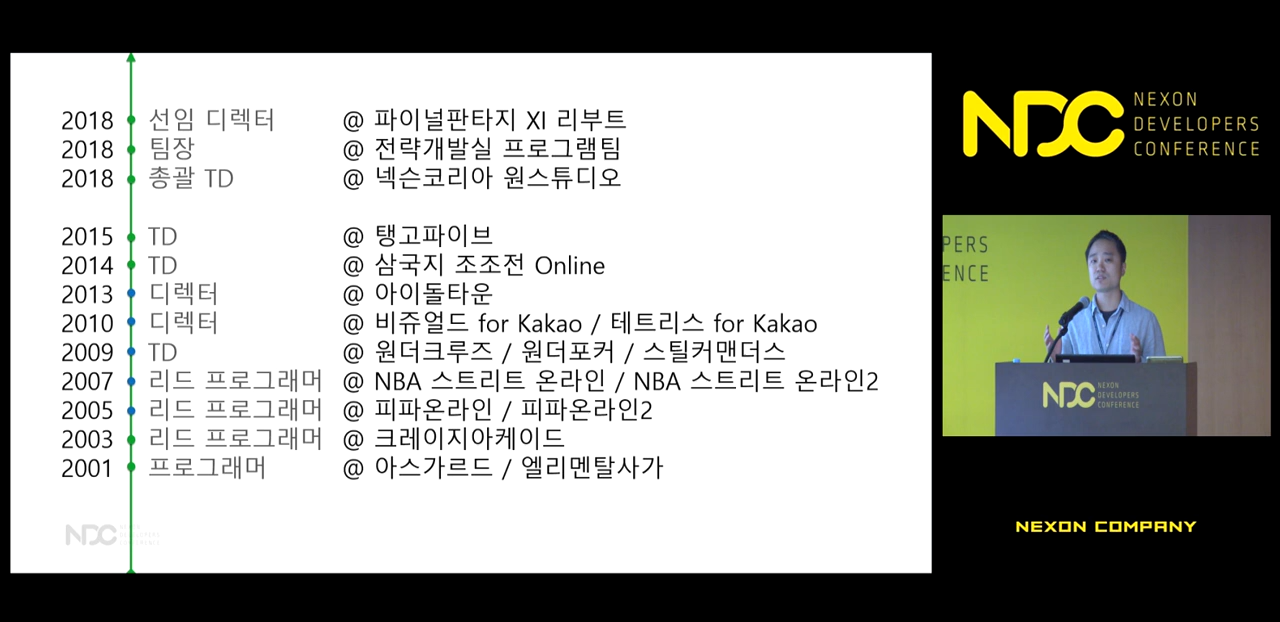 2018 선임 디렉터 @ 파이널판타지 XI 리부트
2018 팀장 @ 전략개발실 프로그램팀
2018 총괄 TD @ 넥슨코리아 원스튜디오
2015 TD @ 탱고파이브
2014 TD @ 삼국지 조조전 Online
2013 디렉터 @ 아이돌타운
2010 디렉터 @ 비쥬얼드 for Kakao / 테트리스 for Kakao
2009 TD @ 원더크루즈 / 원더포커 / 스틸커맨더스
2007 리드 프로그래머 @ NBA 스트리트 온라인 / NBA 스트리트 온라인2
2005 리드 프로그래머 @ 피파온라인 / 피파온라인2
2003 리드 프로그래머 @ 크레이지아케이드
2001 프로그래머 @ 아스가르드 / 엘리멘탈사가
NDC
NDC
NEXON
DEVELOPERS
CONFERENCE
PERS
ENCE
NDC
NEXON
DEVELOPERS
CONFERENCE
NEXON COMPANY